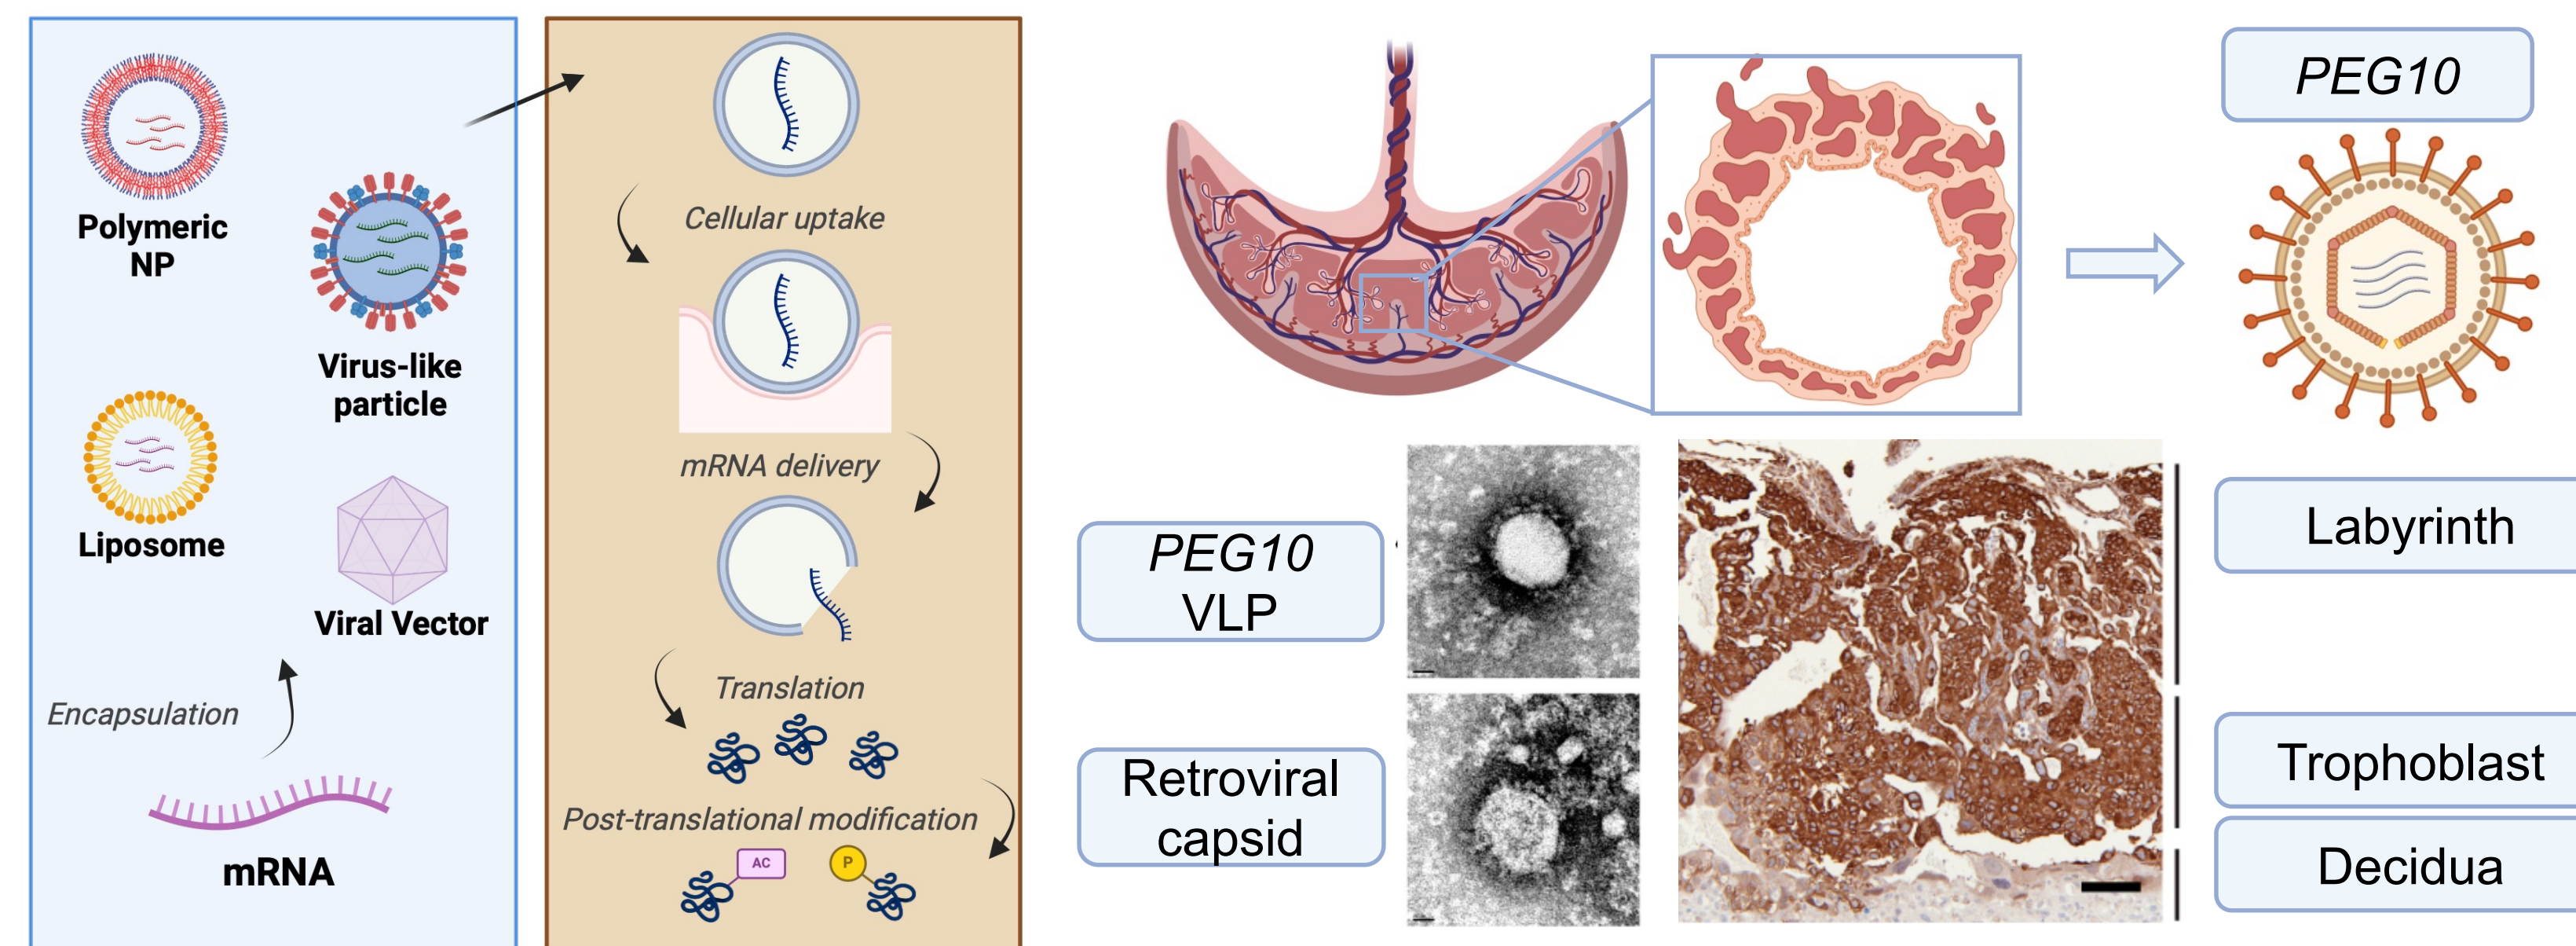 Polymeric
NP
Virus-like
particle
Liposome
Viral Vector
Encapsulation
mRNA
Cellular uptake
mRNA delivery
Translation
Post-translational modification
AC
P
PEG10
PEG10
VLP
Retroviral
capsid
Labyrinth
Trophoblast
Decidua